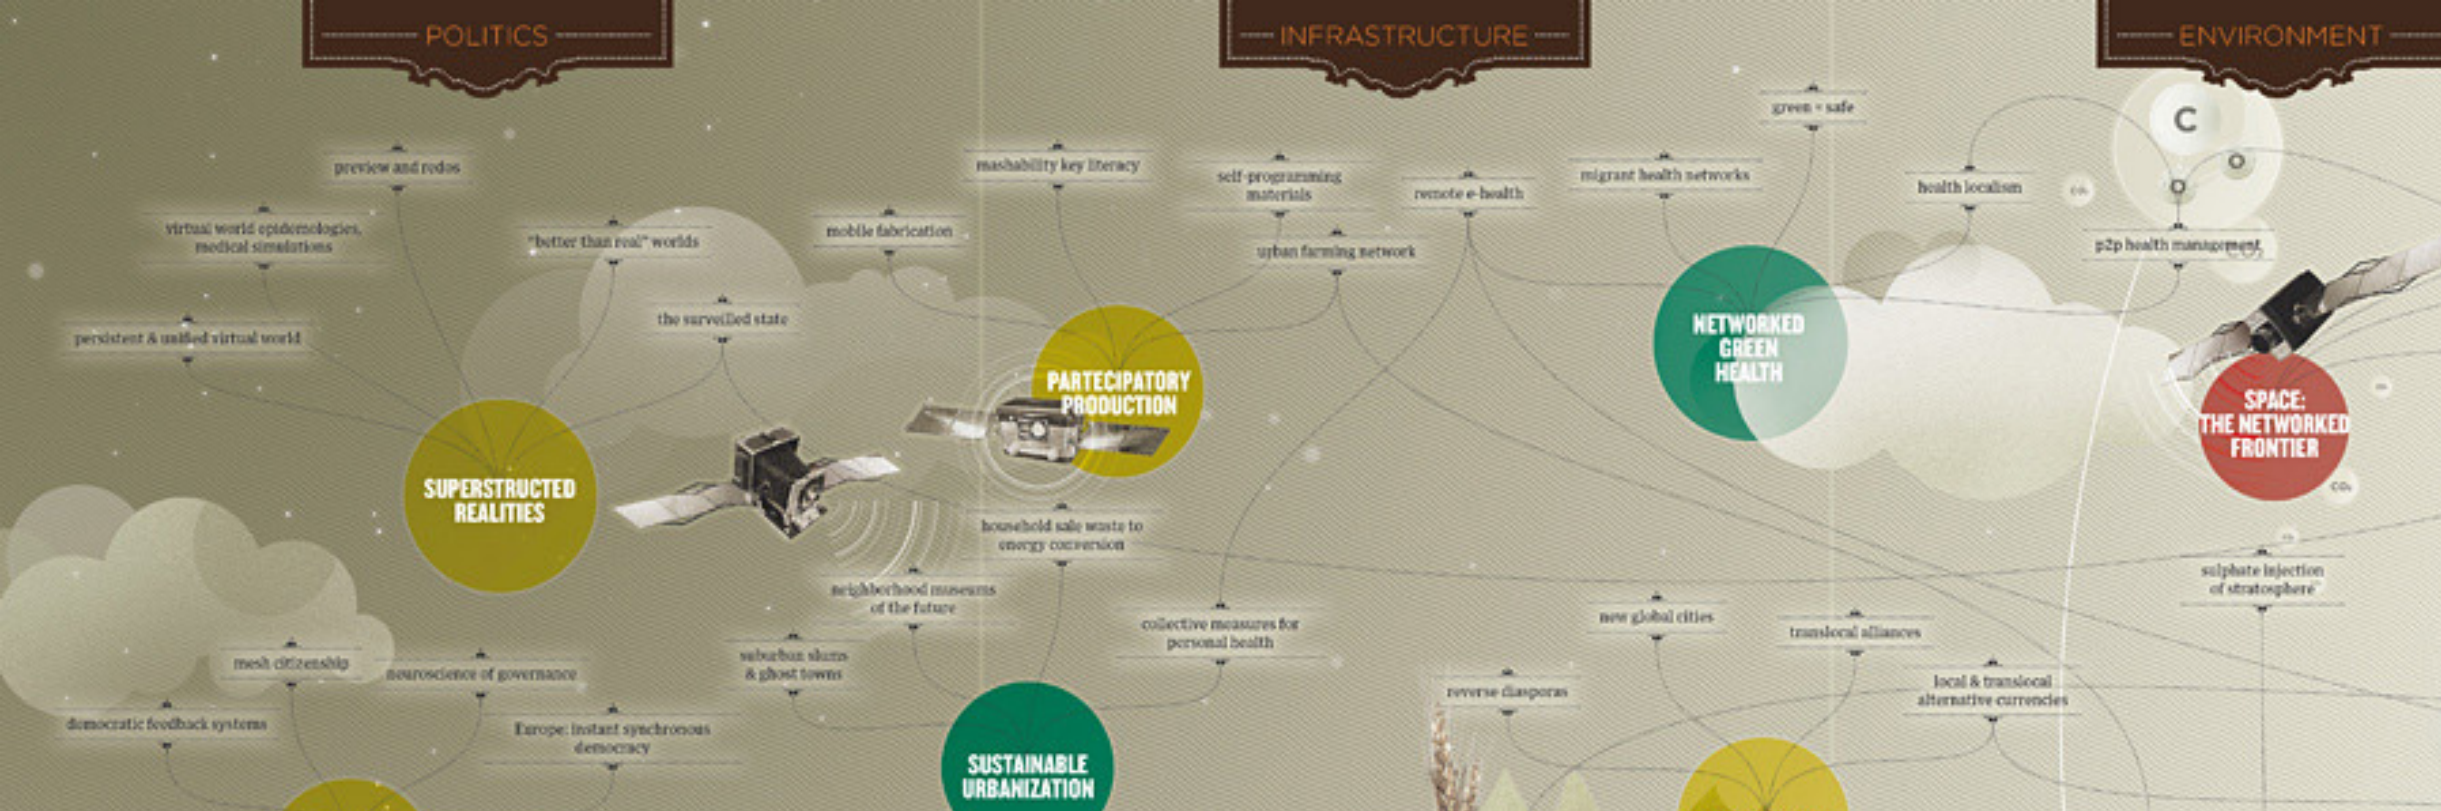 POLITICS
INFRASTRUCTURE
ENVIRONMENT
green = safe
C
O
O
preview and redos
mashability key literacy
self-programming
materials
remote e-health
migrant health networks
health localism
CO₂
virtual world epidemologies,
medical simulations
"better than real" worlds
mobile fabrication
urban farming network
p2p health management
CO₂
persistent & unified virtual world
the surveilled state
PARTECIPATORY
PRODUCTION
NETWORKED
GREEN
HEALTH
SPACE:
THE NETWORKED
FRONTIER
SUPERSTRUCTED
REALITIES
CO₂
household sale waste to
energy conversion
neighborhood museums
of the future
sulphate injection
of stratosphere
collective measures for
personal health
new global cities
translocal alliances
mesh citizenship
neuroscience of governance
suburban slums
& ghost towns
reverse diasporas
local & translocal
alternative currencies
democratic feedback systems
Europe: instant synchronous
democracy
SUSTAINABLE
URBANIZATION